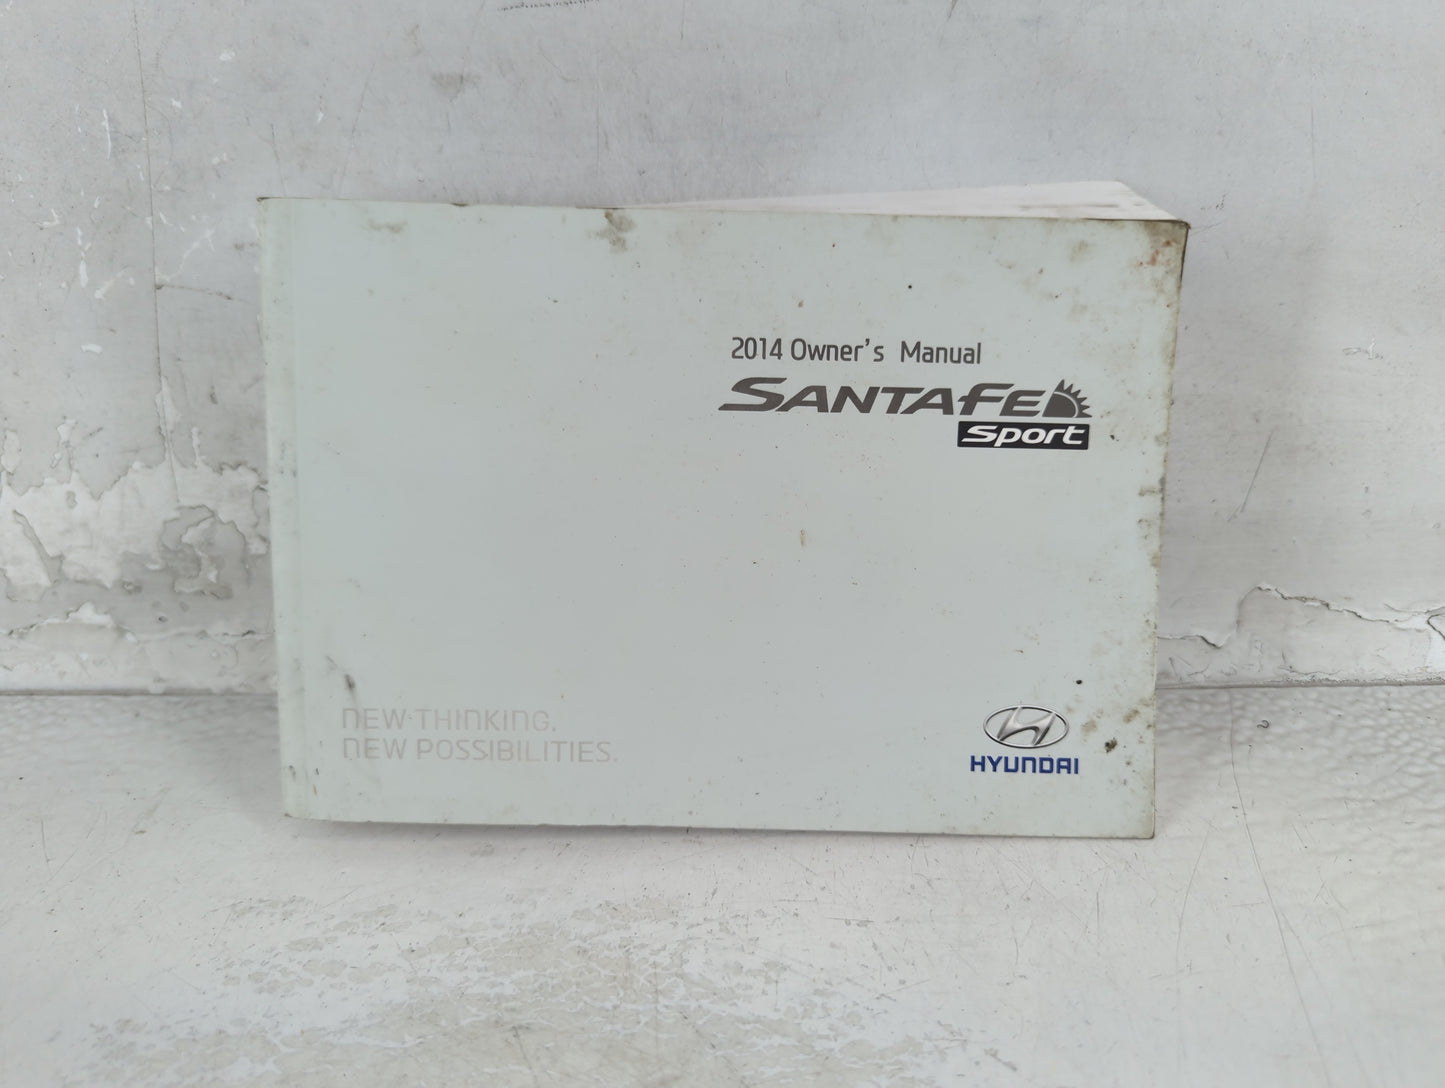 2014 Owner's Manual
SANTAFE
Sport
NEW THINKING.
NEW POSSIBILITIES.
HYUNDAI